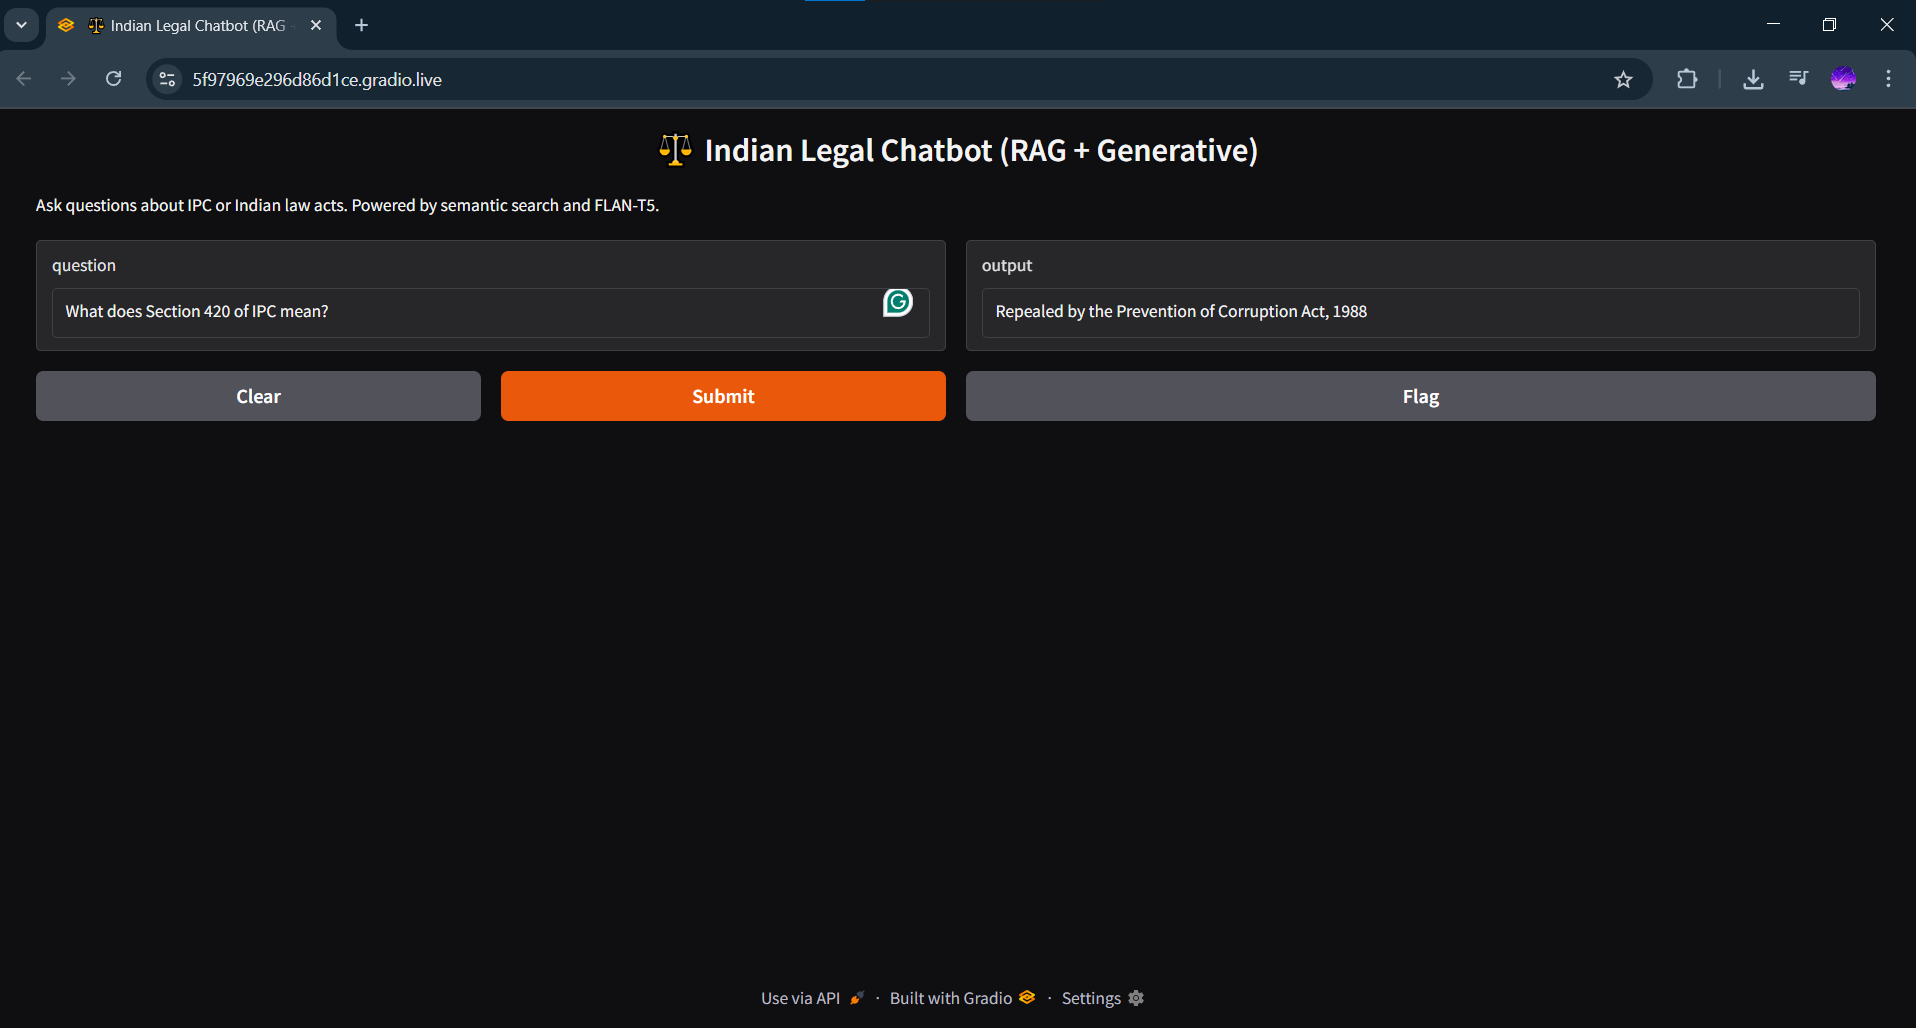 Indian Legal Chatbot (RAG
5f97969e296d86d1ce.gradio.live
Indian Legal Chatbot (RAG + Generative)
Ask questions about IPC or Indian law acts. Powered by semantic search and FLAN-T5.
question
What does Section 420 of IPC mean?
output
Repealed by the Prevention of Corruption Act, 1988
Clear
Submit
Flag
Use via API · Built with Gradio · Settings